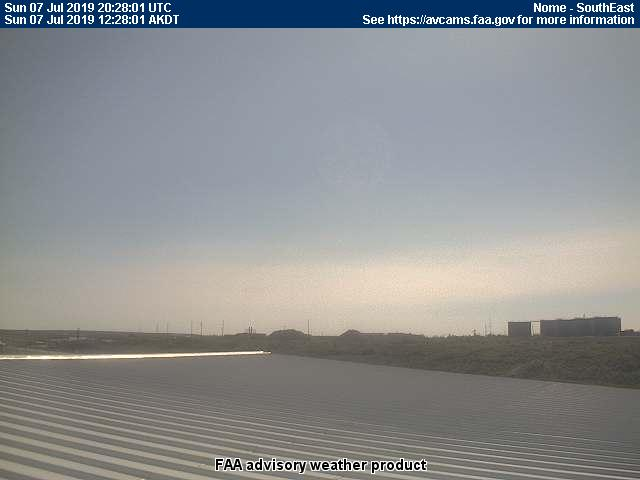 Sun 07 Jul 2019 20:28:01 UTC
Nome - SouthEast
Sun 07 Jul 2019 12:28:01 AKDT
See https://avcams.faa.gov for more information
FAA advisory weather product